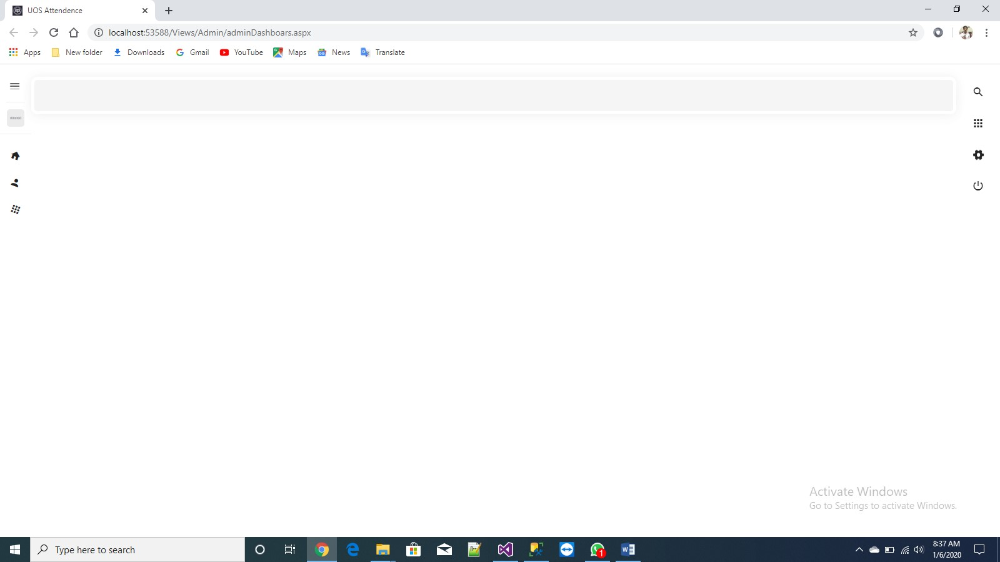 UOS Attendence
localhost:53588/Views/Admin/adminDashboars.aspx
Apps New folder Downloads Gmail YouTube Maps News Translate
Activate Windows
Go to Settings to activate Windows.
Type here to search
1
8:37 AM
1/6/2020